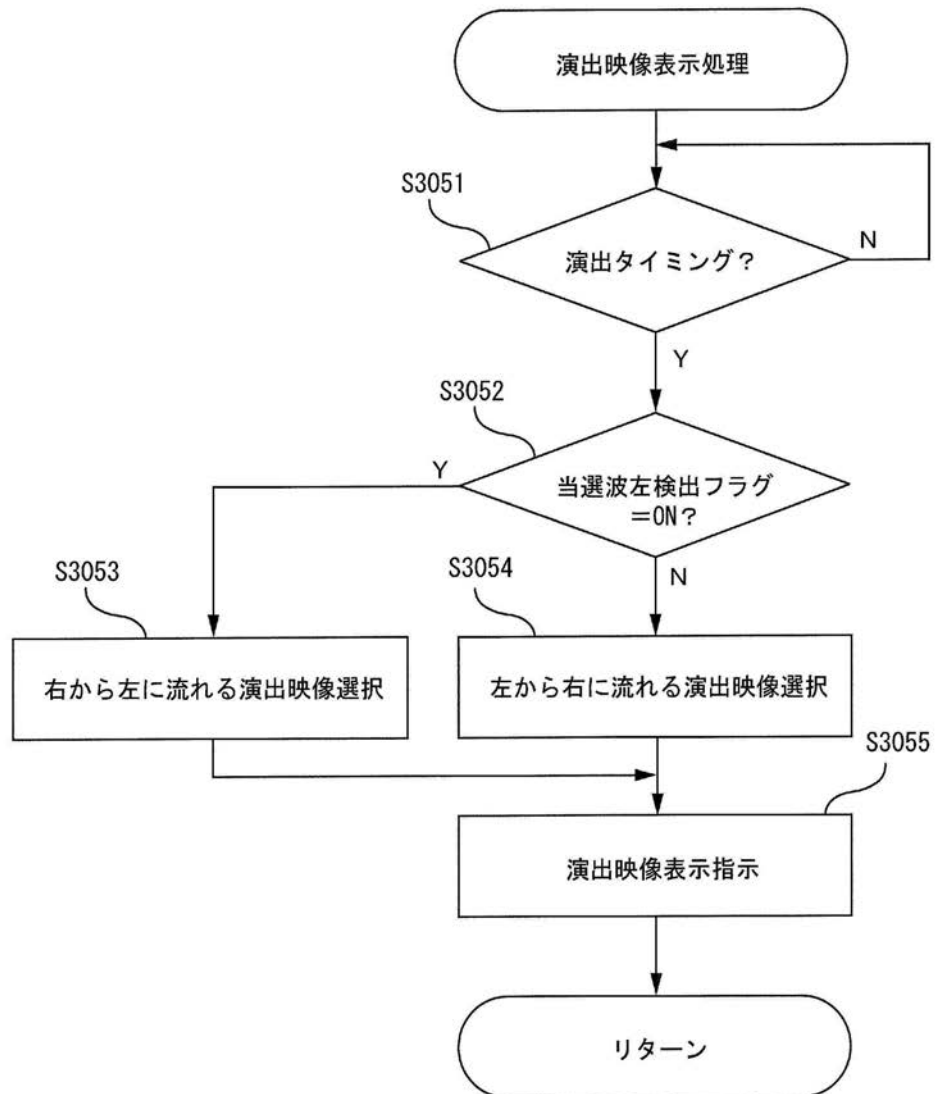 演出映像表示処理
S3051
演出タイミング?
N
Y
S3052
Y
当選波左検出フラグ
=ON?
N
S3053
S3054
右から左に流れる演出映像選択
左から右に流れる演出映像選択
S3055
演出映像表示指示
リターン